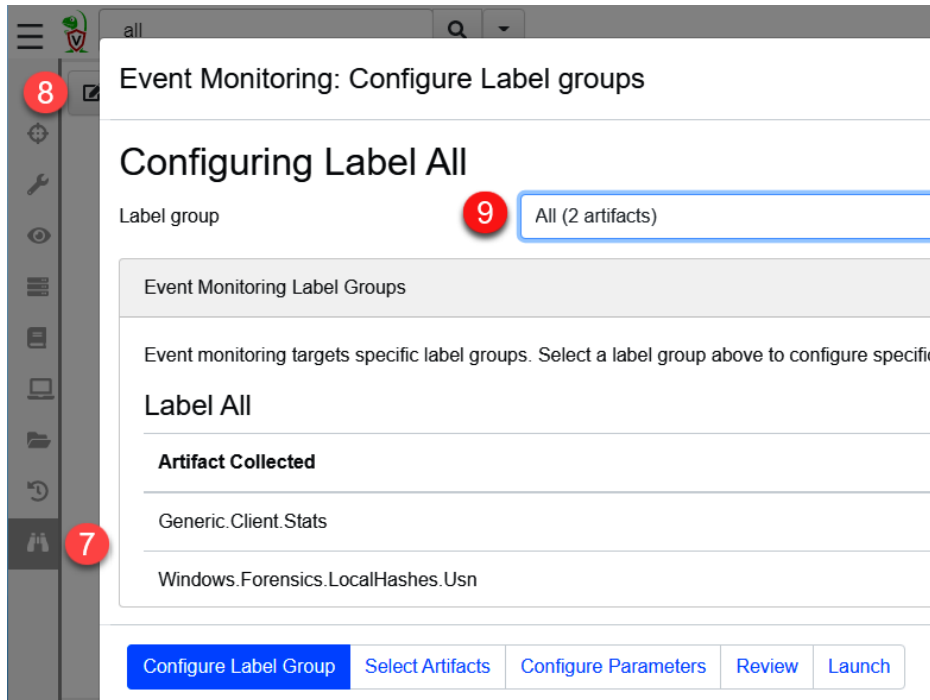 all
Event Monitoring: Configure Label groups
8
Configuring Label All
Label group
9
All (2 artifacts)
Event Monitoring Label Groups
Event monitoring targets specific label groups. Select a label group above to configure
Label All
Artifact Collected
Generic.Client.Stats
7
Windows.Forensics.LocalHashes.Usn
Configure Label Group Select Artifacts Configure Parameters Review Launch